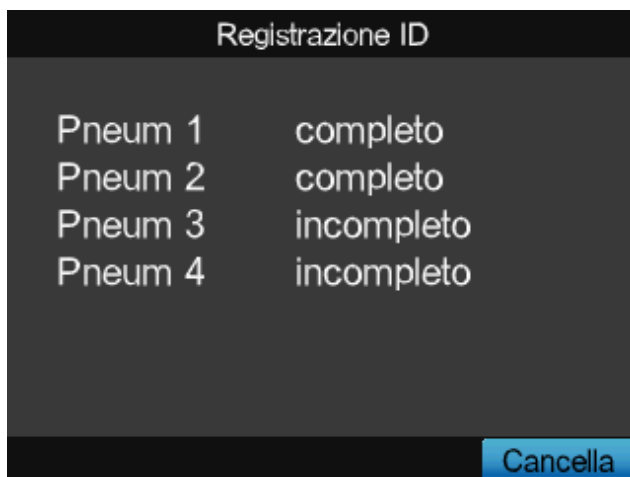 Registrazione ID
Pneum 1 completo
Pneum 2 completo
Pneum 3 incompleto
Pneum 4 incompleto
Cancella